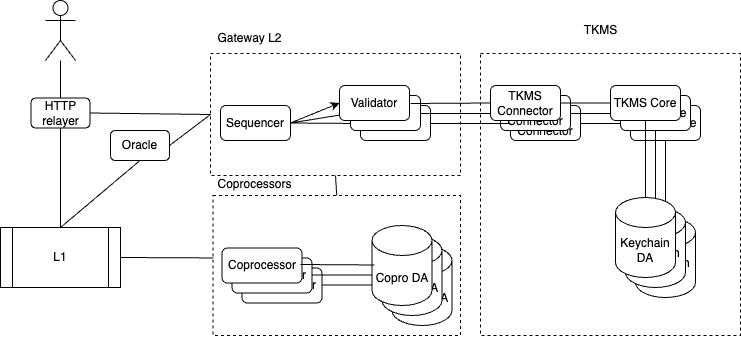 Gateway L2
TKMS
HTTP
relayer
Oracle
Sequencer
Validator
TKMS
Connector
Connector
TKMS Core
e
e
Coprocessors
L1
Coprocessor
r
r
Copro DA
A
A
Keychain
DA
n
n